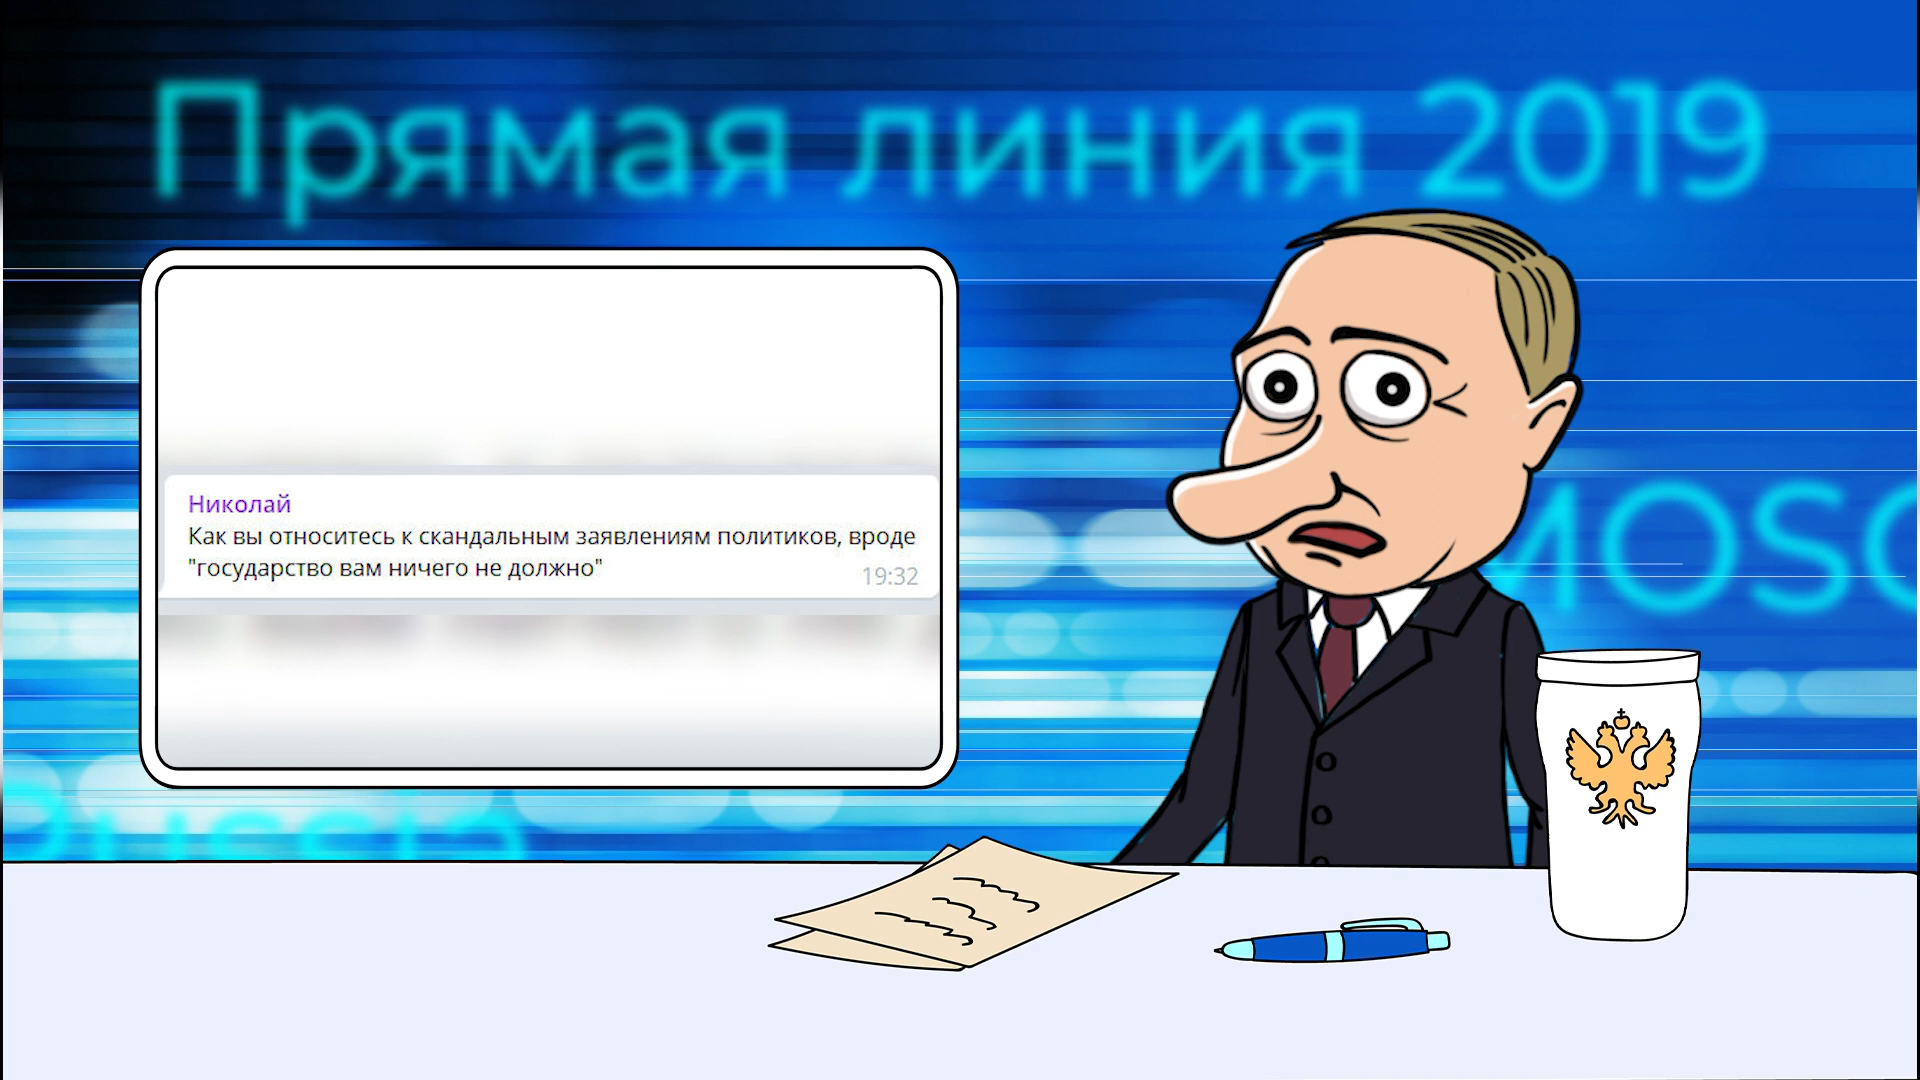 Прямая линия 2019
Николай
Как вы относитесь к скандальным заявлениям политиков, вроде
"государство вам ничего не должно"
19:32
MOSC
Russia